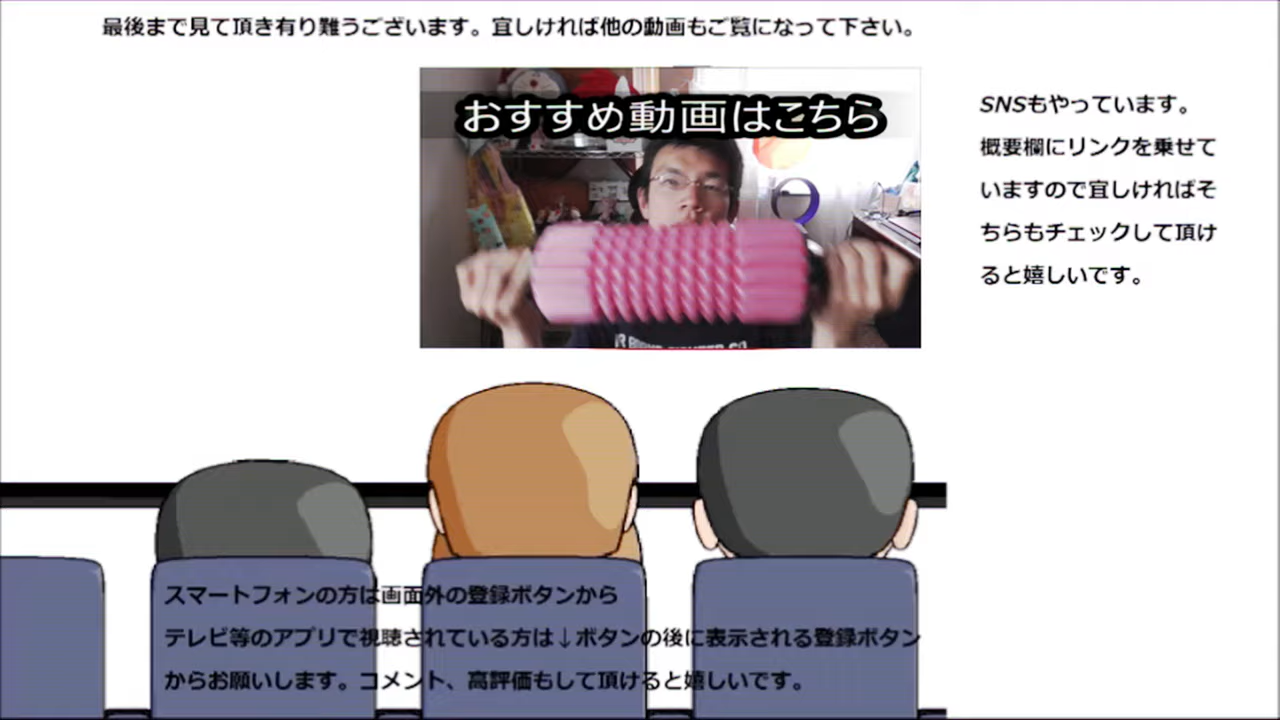 最後まで見て頂き有り難うございます。宜しければ他の動画もご覧になって下さい。
おすすめ動画はこちら
SNSもやっています。
概要欄にリンクを乗せて
いますので宜しければそ
ちらもチェックして頂け
ると嬉しいです。
スマートフォンの方は画面外の登録ボタンから
テレビ等のアプリで視聴されている方は↓ボタンの後に表示される登録ボタン
からお願いします。コメント、高評価もして頂けると嬉しいです。